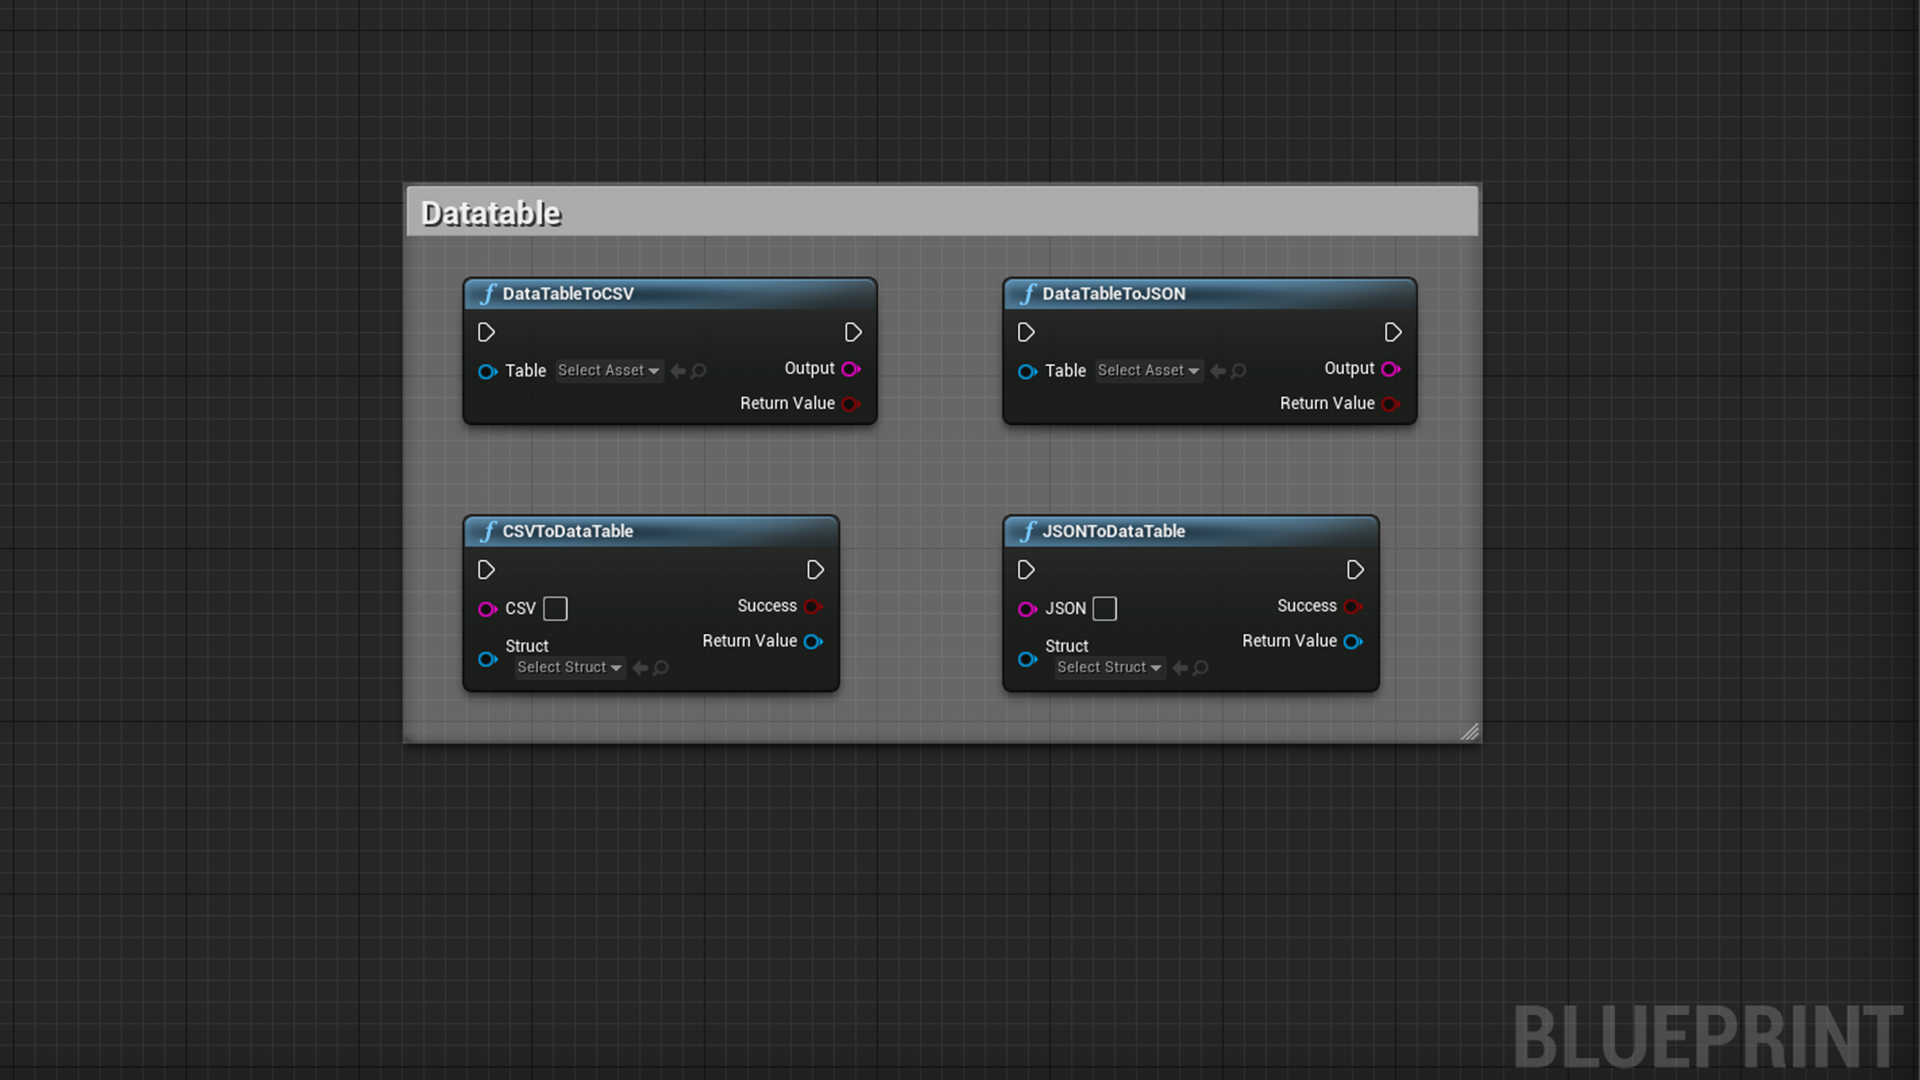 Datatable
f DataTableToCSV
Table Select Asset
Output
Return Value
f DataTableToJSON
Table Select Asset
Output
Return Value
f CSVToDataTable
CSV
Success
Struct
Select Struct
Return Value
f JSONToDataTable
JSON
Success
Struct
Select Struct
Return Value
BLUEPRINT